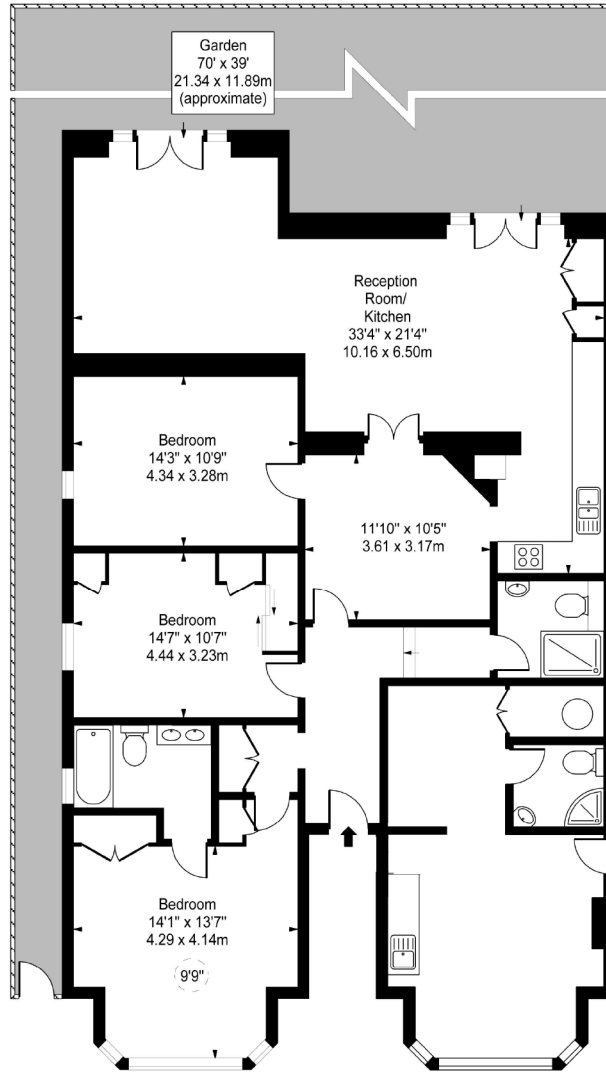 Garden
70' x 39'
21.34 x 11.89m
(approximate)
Reception
Room/
Kitchen
33'4" x 21'4"
10.16 x 6.50m
Bedroom
14'3" x 10'9"
4.34 x 3.28m
11'10" x 10'5"
3.61 x 3.17m
Bedroom
14'7" x 10'7"
4.44 x 3.23m
Bedroom
14'1" x 13'7"
4.29 x 4.14m
9'9"